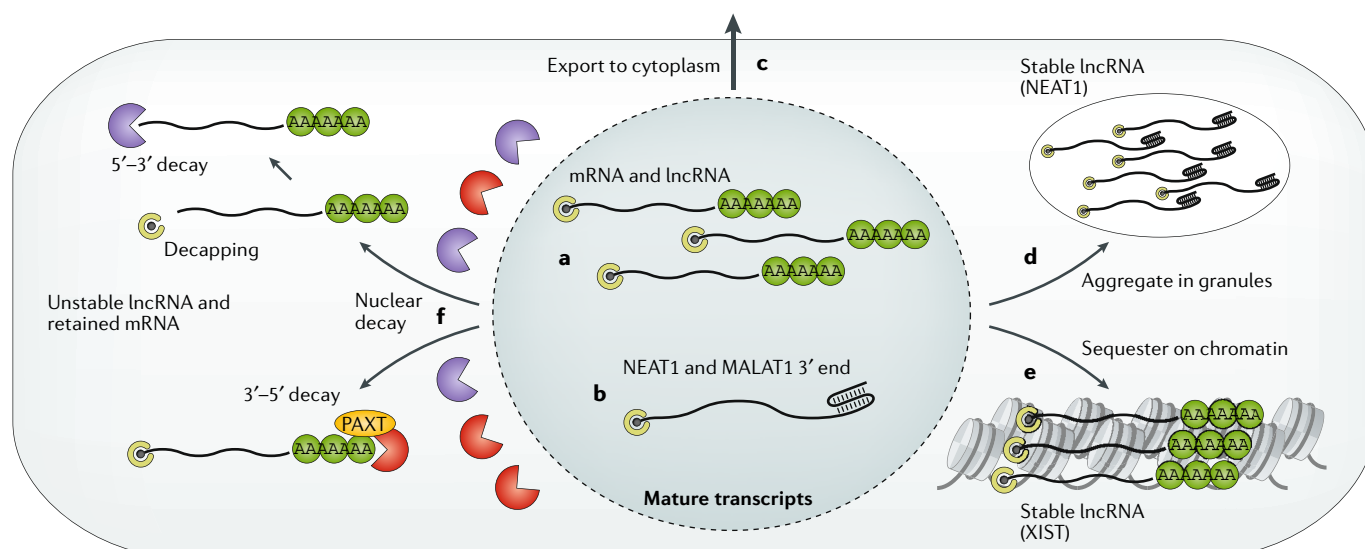 Export to cytoplasm
c
Stable lncRNA
(NEAT1)
AAAAAAA
5′–3′ decay
AAAAAAA
Decapping
Unstable lncRNA and
retained mRNA
Nuclear
decay
f
3′–5′ decay
PAXT
AAAAAAA
mRNA and lncRNA
AAAAAAA
AAAAAAA
a
AAAAAAA
NEAT1 and MALAT1 3′ end
b
Mature transcripts
d
Aggregate in granules
Sequester on chromatin
e
AAAAAAA
AAAAAAA
AAAAAAA
Stable lncRNA
(XIST)